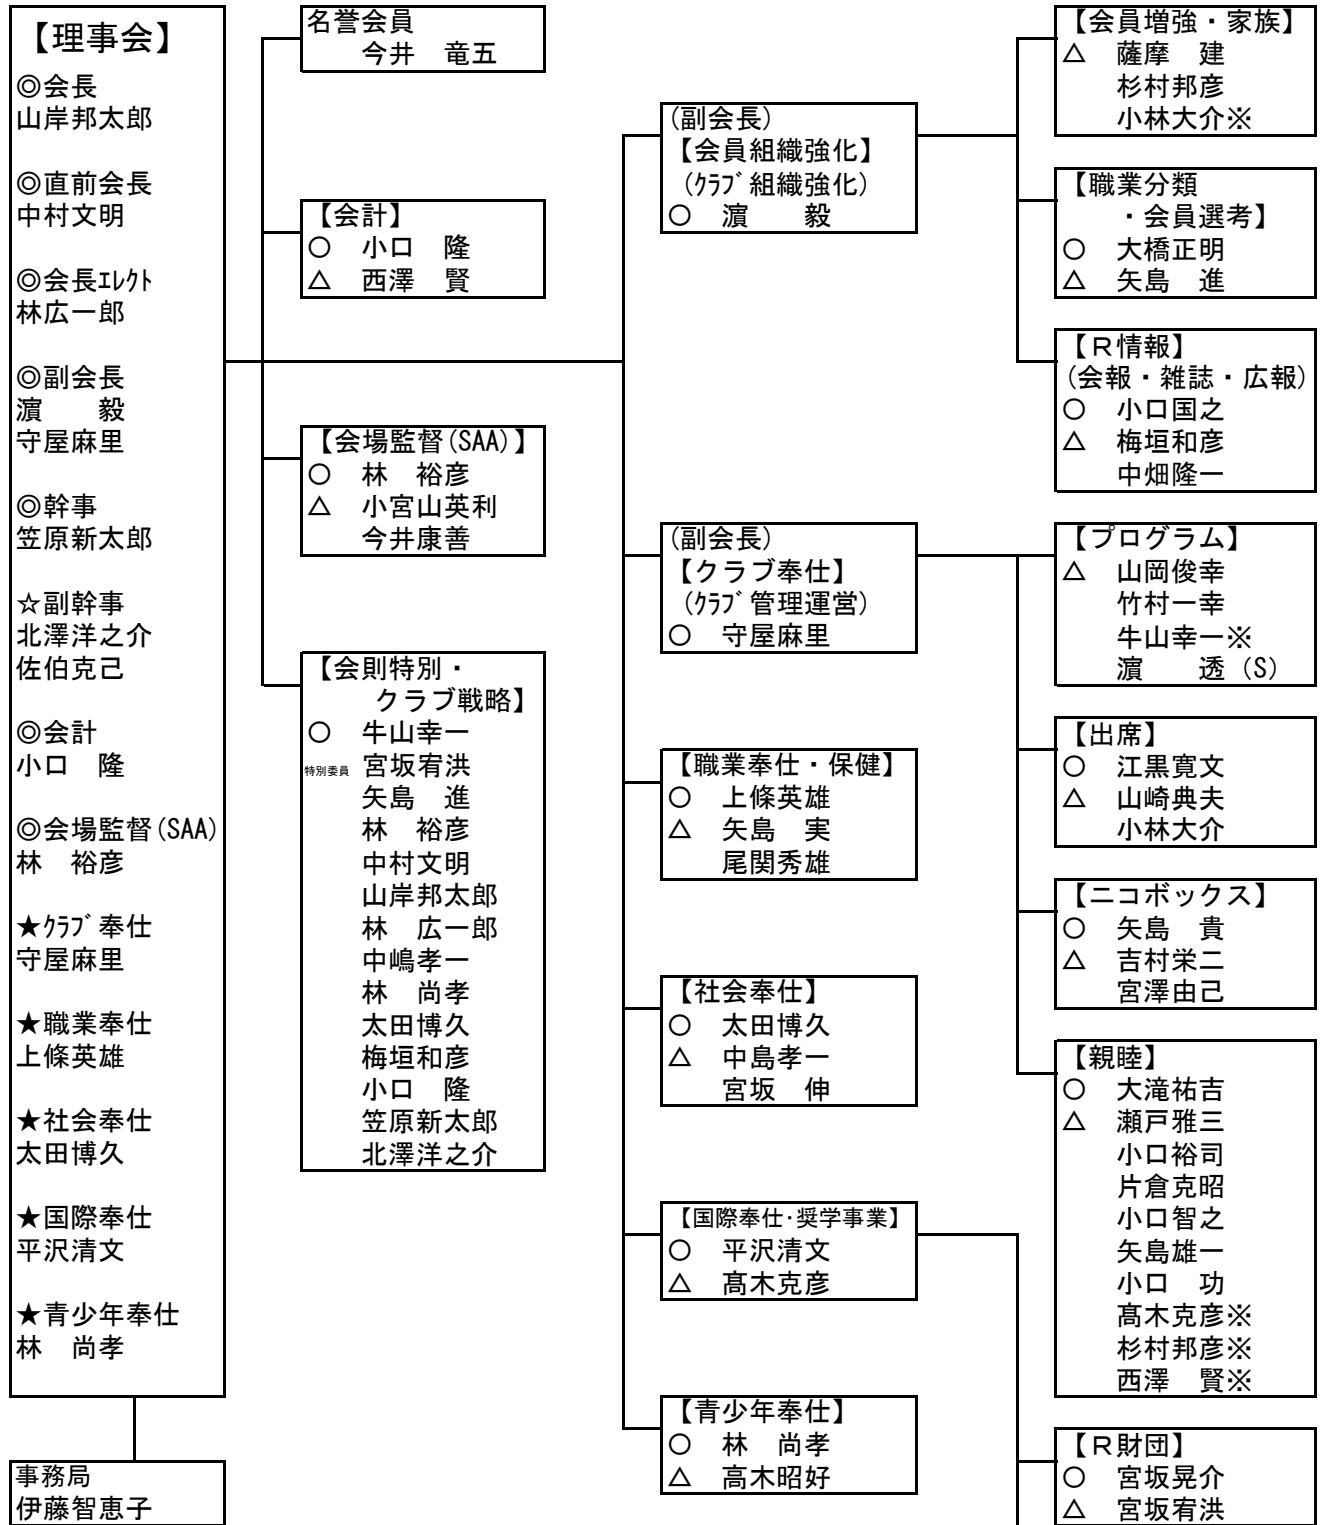 【理事会】
◎会長
山岸邦太郎
◎直前会長
中村文明
◎会長ｴﾚｸﾄ
林広一郎
◎副会長
濵　　毅
守屋麻里
◎幹事
笠原新太郎
☆副幹事
北澤洋之介
佐伯克己
◎会計
小口　隆
◎会場監督(SAA)
林　裕彦
★ｸﾗﾌﾞ奉仕
守屋麻里
★職業奉仕
上條英雄
★社会奉仕
太田博久
★国際奉仕
平沢清文
★青少年奉仕
林　尚孝
事務局
伊藤智恵子
名誉会員
今井　竜五
【会計】
○　小口　隆
△　西澤　賢
【会場監督(SAA)】
○　林　裕彦
△　小宮山英利
今井康善
【会則特別・
クラブ戦略】
○　牛山幸一
特別委員　宮坂宥洪
矢島　進
林　裕彦
中村文明
山岸邦太郎
林　広一郎
中嶋孝一
林　尚孝
太田博久
梅垣和彦
小口　隆
笠原新太郎
北澤洋之介
(副会長)
【会員組織強化】
(ｸﾗﾌﾞ組織強化)
○　濵　　毅
(副会長)
【クラブ奉仕】
(ｸﾗﾌﾞ管理運営)
○　守屋麻里
【職業奉仕・保健】
○　上條英雄
△　矢島　実
尾関秀雄
【社会奉仕】
○　太田博久
△　中島孝一
宮坂　伸
【国際奉仕･奨学事業】
○　平沢清文
△　髙木克彦
【青少年奉仕】
○　林　尚孝
△　高木昭好
【会員増強・家族】
△　薩摩　建
杉村邦彦
小林大介※
【職業分類
・会員選考】
○　大橋正明
△　矢島　進
【Ｒ情報】
(会報・雑誌・広報)
○　小口国之
△　梅垣和彦
中畑隆一
【プログラム】
△　山岡俊幸
竹村一幸
牛山幸一※
濵　　透（S）
【出席】
○　江黒寛文
△　山崎典夫
小林大介
【ニコボックス】
○　矢島　貴
△　吉村栄二
宮澤由己
【親睦】
○　大滝祐吉
△　瀬戸雅三
小口裕司
片倉克昭
小口智之
矢島雄一
小口　功
髙木克彦※
杉村邦彦※
西澤　賢※
【Ｒ財団】
○　宮坂晃介
△　宮坂宥洪